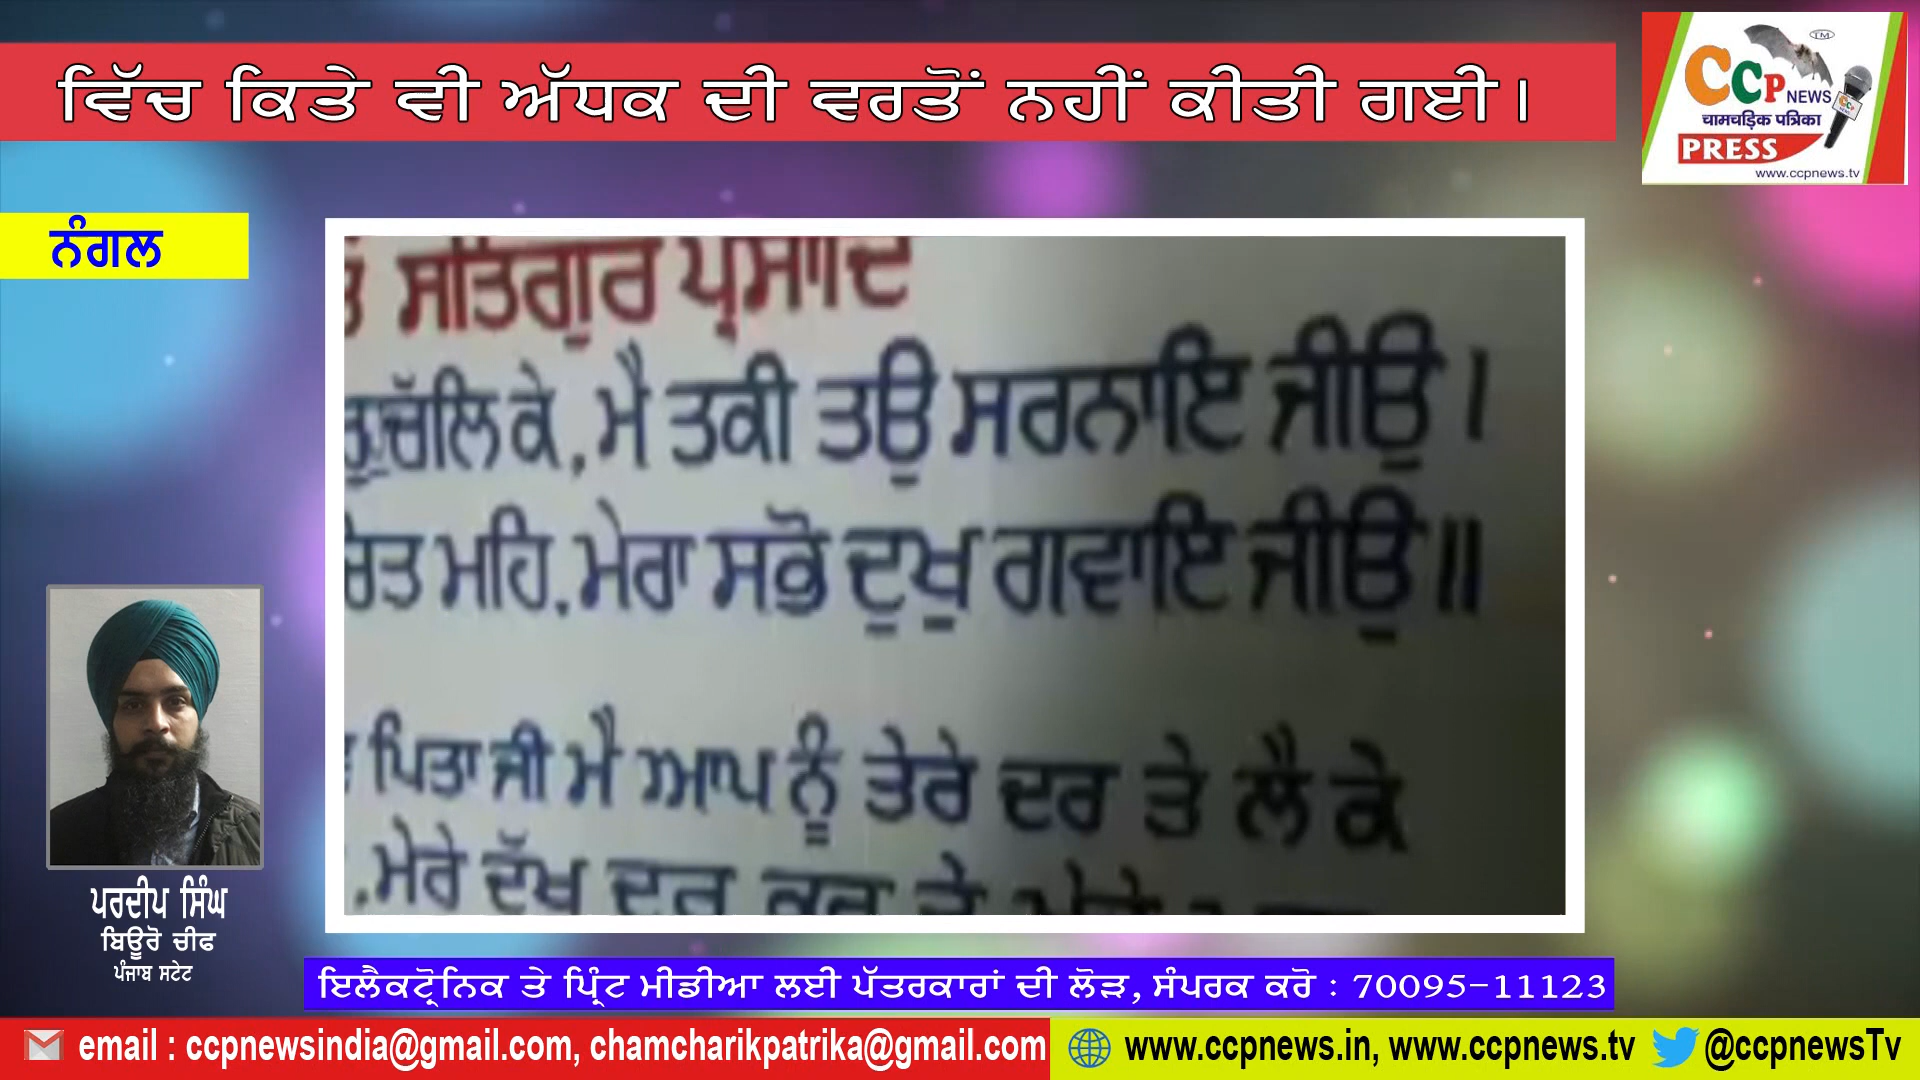 ਵਿੱਚ ਕਿਤੇ ਵੀ ਅੱਧਕ ਦੀ ਵਰਤੋਂ ਨਹੀਂ ਕੀਤੀ ਗਈ।
CCP NEWS
TM
चामचड़िक पत्रिका
PRESS
www.ccpnews.tv
ਨੰਗਲ
ਸਤਿਗੁਰ ਪ੍ਰਸਾਦਿ
ਚੱਲਿ ਕੇ, ਮੈ ਤਕੀ ਤਉ ਸਰਨਾਇ ਜੀਉ।
ਚਿਤ ਮਹਿ, ਮੇਰਾ ਸਭੋ ਦੁਖੁ ਗਵਾਇ ਜੀਉ॥
ਪਿਤਾ ਜੀ ਮੈ ਆਪ ਨੂੰ ਤੇਰੇ ਦਰ ਤੇ ਲੈ ਕੇ
, ਮੇਰੇ ਦੁੱਖ ਦੂਰ ਕਰ ਦੇ
ਪਰਦੀਪ ਸਿੰਘ
ਬਿਊਰੋ ਚੀਫ
ਪੰਜਾਬ ਸਟੇਟ
ਇਲੈਕਟ੍ਰੋਨਿਕ ਤੇ ਪ੍ਰਿੰਟ ਮੀਡੀਆ ਲਈ ਪੱਤਰਕਾਰਾਂ ਦੀ ਲੋੜ, ਸੰਪਰਕ ਕਰੋ : 70095-11123
email : ccpnewsindia@gmail.com, chamcharikpatrika@gmail.com
www.ccpnews.in, www.ccpnews.tv
@ccpnewsTv